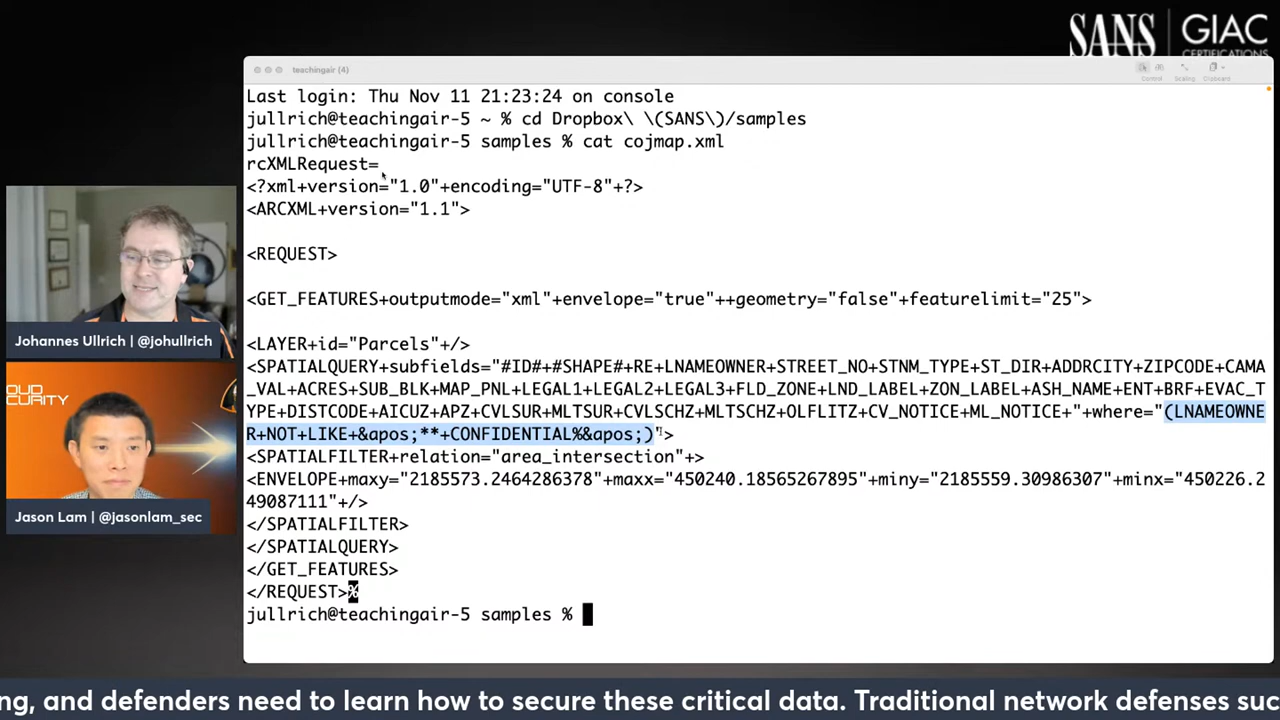 SANS
GIAC
CERTIFICATIONS
teachingair (4)
Control
Scaling
Clipboard
Last login: Thu Nov 11 21:23:24 on console
jullrich@teachingair-5 ~ % cd Dropbox\ \(SANS\)/samples
jullrich@teachingair-5 samples % cat cojmap.xml
rcXMLRequest=
<?xml+version="1.0"+encoding="UTF-8"+?>
<ARCXML+version="1.1">
<REQUEST>
<GET_FEATURES+outputmode="xml"+envelope="true"++geometry="false"+featurelimit="25">
<LAYER+id="Parcels"+/>
<SPATIALQUERY+subfields="#ID#+#SHAPE#+RE+LNAMEOWNER+STREET_NO+STNM_TYPE+ST_DIR+ADDRCITY+ZIPCODE+CAMA
_VAL+ACRES+SUB_BLK+MAP_PNL+LEGAL1+LEGAL2+LEGAL3+FLD_ZONE+LND_LABEL+ZON_LABEL+ASH_NAME+ENT+BRF+EVAC_T
YPE+DISTCODE+AICUZ+APZ+CVLSUR+MLTSUR+CVLSCHZ+MLTSCHZ+OLFLITZ+CV_NOTICE+ML_NOTICE+"+where="(LNAMEOWNE
R+NOT+LIKE+&apos;**+CONFIDENTIAL%&apos;)">
<SPATIALFILTER+relation="area_intersection"+>
<ENVELOPE+maxy="2185573.2464286378"+maxx="450240.18565267895"+miny="2185559.30986307"+minx="450226.2
49087111"+/>
</SPATIALFILTER>
</SPATIALQUERY>
</GET_FEATURES>
</REQUEST>%
jullrich@teachingair-5 samples %
Johannes Ullrich | @johullrich
OUD
CURITY
Jason Lam | @jasonlam_sec
ng, and defenders need to learn how to secure these critical data. Traditional network defenses suc